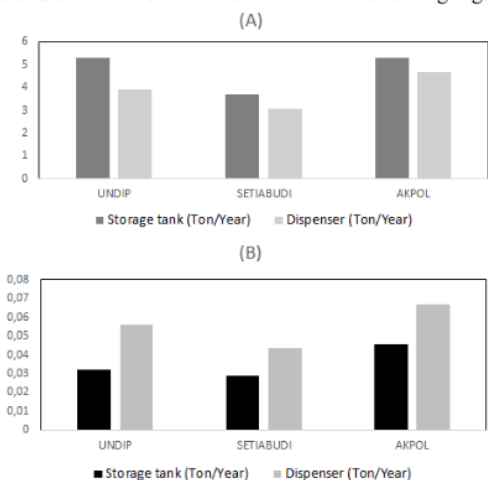 (A)
6
5
4
3
2
1
0
UNDIP SETIABUDI AKPOL
■ Storage tank (Ton/Year) ■ Dispenser (Ton/Year)
(B)
0,08
0,07
0,06
0,05
0,04
0,03
0,02
0,01
0
UNDIP SETIABUDI AKPOL
■ Storage tank (Ton/Year) ■ Dispenser (Ton/Year)